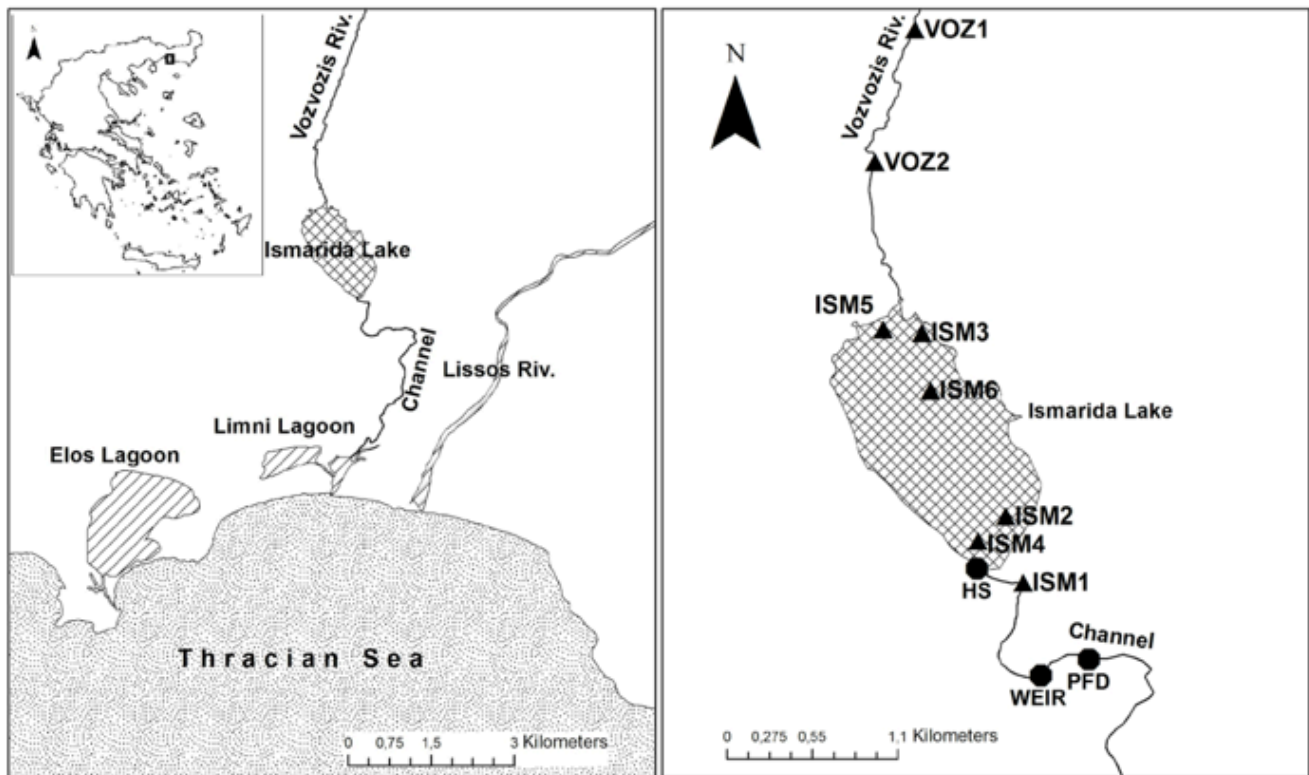 Vozvozis Riv.
Ismarida Lake
Channel
Lissos Riv.
Limni Lagoon
Elos Lagoon
Thracian Sea
0 0,75 1,5 3 Kilometers
N
VOZ1
Vozvozis Riv.
VOZ2
ISM5
ISM3
ISM6
Ismarida Lake
ISM2
ISM4
HS
ISM1
Channel
WEIR
PFD
0 0,275 0,55 1,1 Kilometers